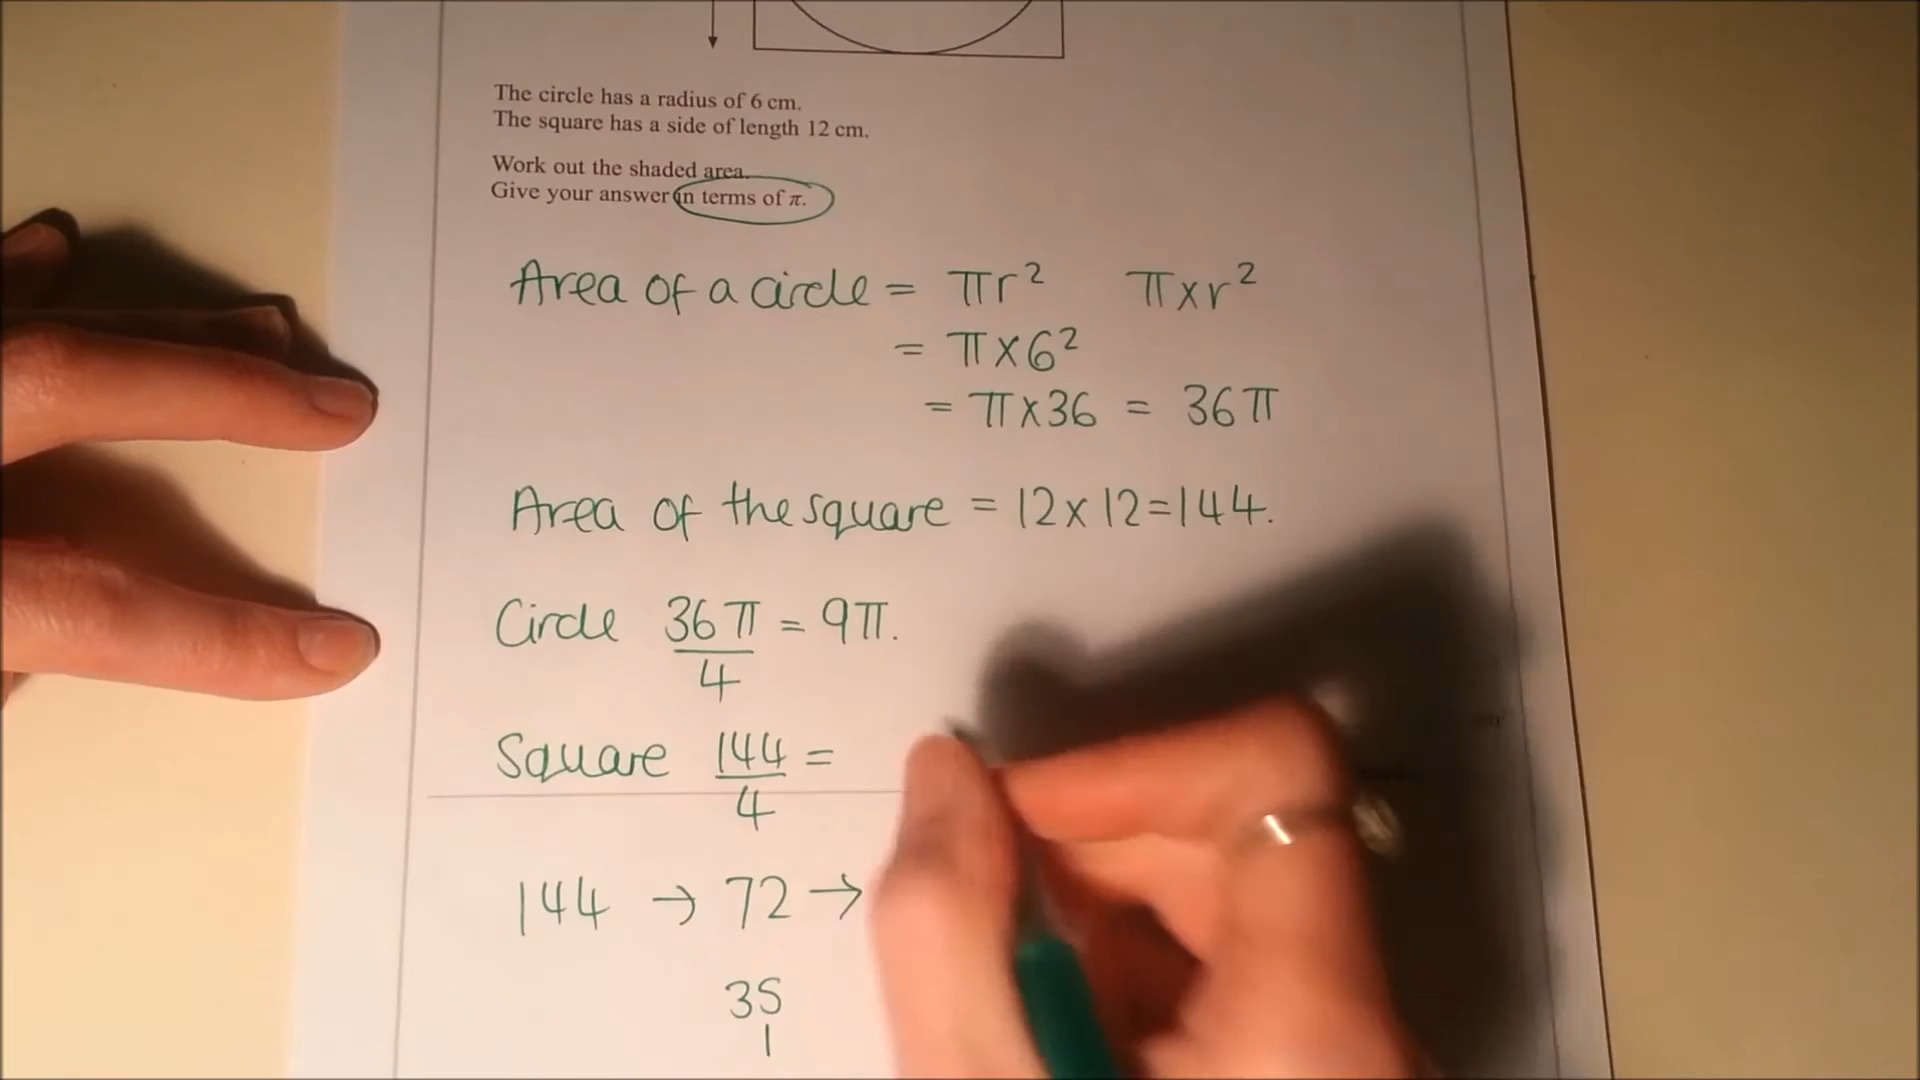 The circle has a radius of 6 cm.
The square has a side of length 12 cm.
Work out the shaded area.
Give your answer in terms of π.
Area of a circle = πr² π×r²
= π×6²
= π×36 = 36π
Area of the square = 12×12=144.
Circle 36π/4 = 9π.
Square 144/4 =
144 → 72 →
35
1